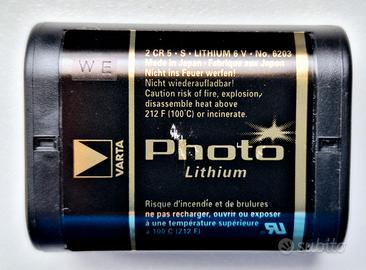 2 CR 5 · S · LITHIUM 6 V · No. 6203
Made in Japan · Fabrique aux Japon
Nicht ins Feuer werfen!
Nicht wiederaufladbar!
Caution risk of fire, explosion,
disassemble heat above
212 F (100°C) or incinerate.
WE
VARTA
Photo
Lithium
Risque d'incendie et de brulures
ne pas recharger, ouvrir ou exposer
à une température supérieure
à 100 C (212 F)
subito